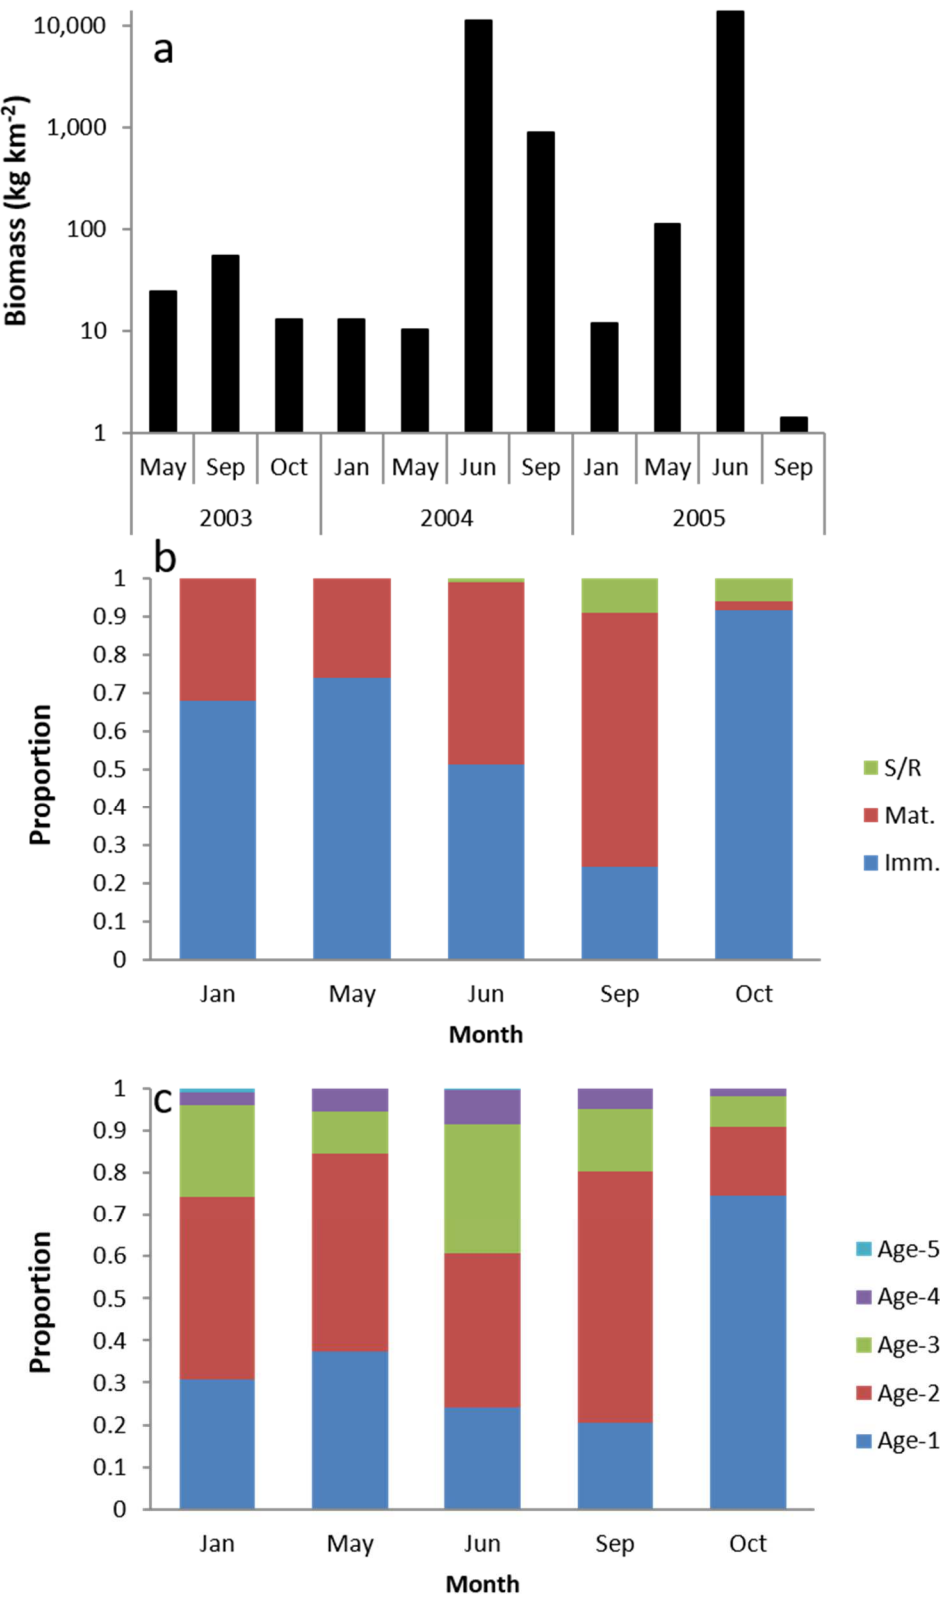 a
Biomass (kg km-2)
10,000
1,000
100
10
1
May Sep Oct Jan May Jun Sep Jan May Jun Sep
2003 2004 2005
b
Proportion
1
0.9
0.8
0.7
0.6
0.5
0.4
0.3
0.2
0.1
0
S/R
Mat.
Imm.
Jan May Jun Sep Oct
Month
c
Proportion
1
0.9
0.8
0.7
0.6
0.5
0.4
0.3
0.2
0.1
0
Age-5
Age-4
Age-3
Age-2
Age-1
Jan May Jun Sep Oct
Month